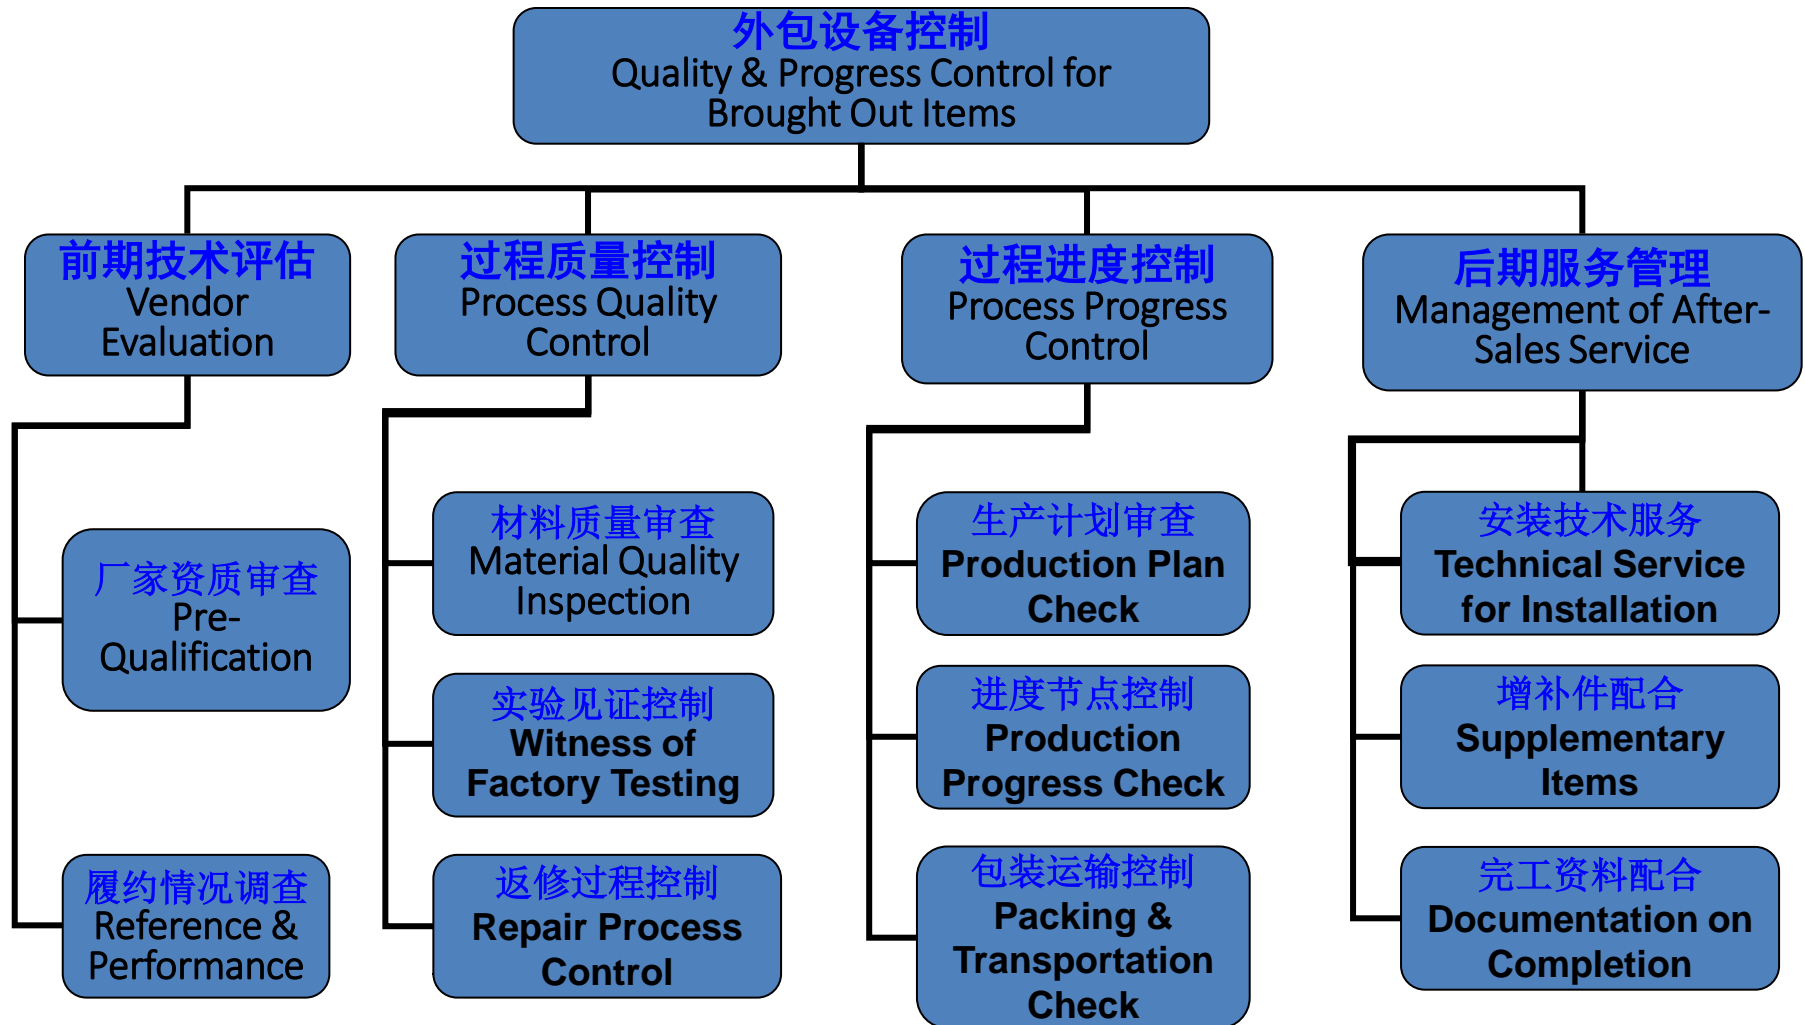 外包设备控制
Quality & Progress Control for
Brought Out Items
前期技术评估
Vendor
Evaluation
过程质量控制
Process Quality
Control
过程进度控制
Process Progress
Control
后期服务管理
Management of After-
Sales Service
厂家资质审查
Pre-
Qualification
履约情况调查
Reference &
Performance
材料质量审查
Material Quality
Inspection
实验见证控制
Witness of
Factory Testing
返修过程控制
Repair Process
Control
生产计划审查
Production Plan
Check
进度节点控制
Production
Progress Check
包装运输控制
Packing &
Transportation
Check
安装技术服务
Technical Service
for Installation
增补件配合
Supplementary
Items
完工资料配合
Documentation on
Completion